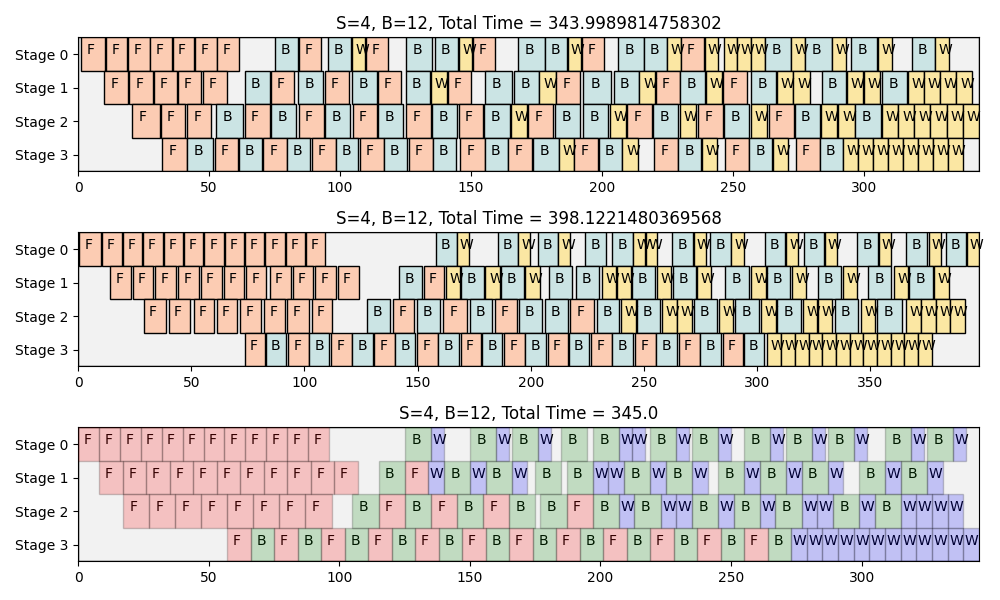 S=4, B=12, Total Time = 343.9989814758302
Stage 0 F F F F F F F B F B W F B B W F B B W F B B W F W W W W B W B W B W B W
Stage 1 F F F F F B F B F B F B W F B B W F B B W F B W F B W W B W W B W W W W
Stage 2 F F F B F B F B F B F B F B W F B B W F B W F B W F B W W B W W W W W W
Stage 3 F B F B F B F B F B F B F B F B W F B W F B W F B W F B W W W W W W W W
0 50 100 150 200 250 300
S=4, B=12, Total Time = 398.1221480369568
Stage 0 F F F F F F F F F F F F B W B W B W B B W W B W B W B W B W B W B W B W
Stage 1 F F F F F F F F F F F B F W B W B W B B W W B W B W B W B W B W B W B W
Stage 2 F F F F F F F F B F B F B F B B F B W B W W B W B W B W W B W B W W W W
Stage 3 F B F B F B F B F B F B F B F B F B F B F B F B W W W W W W W W W W W W
0 50 100 150 200 250 300 350
S=4, B=12, Total Time = 345.0
Stage 0 F F F F F F F F F F F F B W B W B W B B W W B W B W B W B W B W B W B W
Stage 1 F F F F F F F F F F F B F W B W B W B B W W B W B W B W B W B W B W B W
Stage 2 F F F F F F F F B F B F B F B B F B W B W W B W B W B W W B W B W W W W
Stage 3 F B F B F B F B F B F B F B F B F B F B F B F B W W W W W W W W W W W W
0 50 100 150 200 250 300